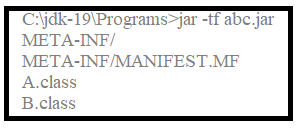 C:\jdk-19\Programs>jar -tf abc.jar
META-INF/
META-INF/MANIFEST.MF
A.class
B.class